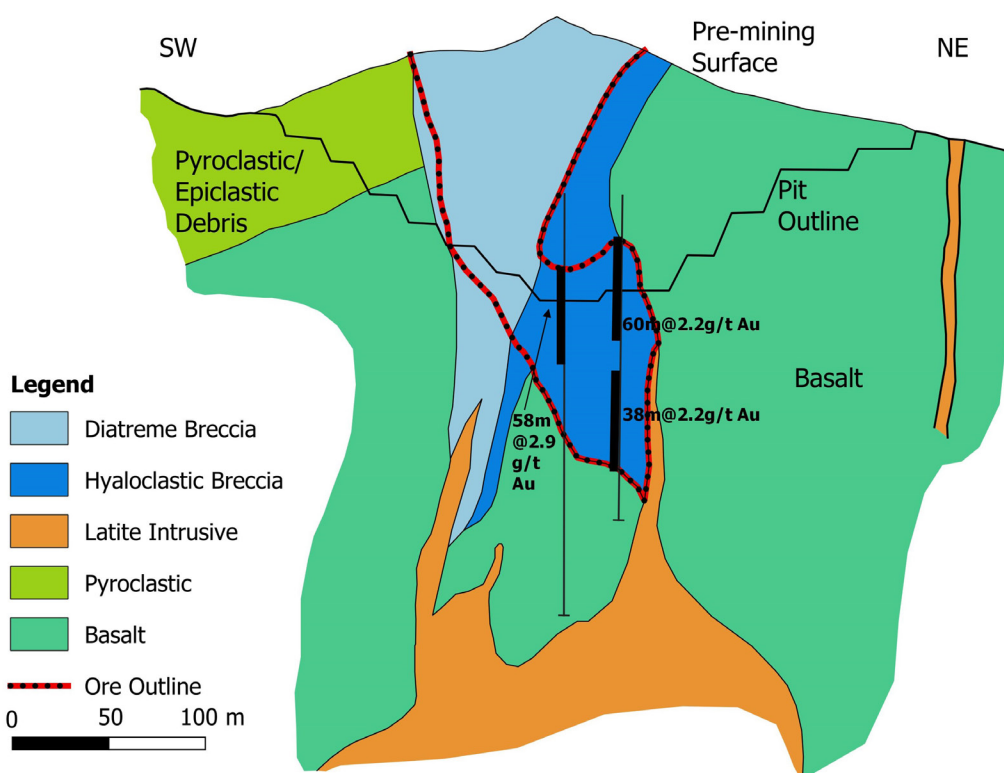 SW
Pre-mining
Surface
NE
Pyroclastic/
Epiclastic
Debris
Pit
Outline
60m@2.2g/t Au
Basalt
58m
@2.9
g/t
Au
38m@2.2g/t Au
Legend
Diatreme Breccia
Hyaloclastic Breccia
Latite Intrusive
Pyroclastic
Basalt
Ore Outline
0 50 100 m